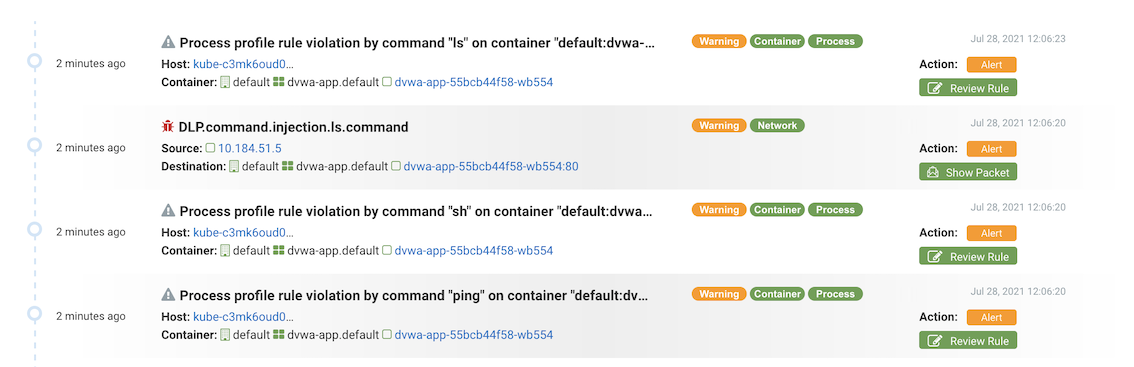 Process profile rule violation by command "ls" on container "default:dvwa-... Warning Container Process Jul 28, 2021 12:06:23
2 minutes ago Host: kube-c3mk6oud0... Action: Alert
Container: default dvwa-app.default dvwa-app-55bcb44f58-wb554 Review Rule
DLP.command.injection.ls.command Warning Network Jul 28, 2021 12:06:20
2 minutes ago Source: 10.184.51.5 Action: Alert
Destination: default dvwa-app.default dvwa-app-55bcb44f58-wb554:80 Show Packet
Process profile rule violation by command "sh" on container "default:dvwa... Warning Container Process Jul 28, 2021 12:06:20
2 minutes ago Host: kube-c3mk6oud0... Action: Alert
Container: default dvwa-app.default dvwa-app-55bcb44f58-wb554 Review Rule
Process profile rule violation by command "ping" on container "default:dv... Warning Container Process Jul 28, 2021 12:06:20
2 minutes ago Host: kube-c3mk6oud0... Action: Alert
Container: default dvwa-app.default dvwa-app-55bcb44f58-wb554 Review Rule